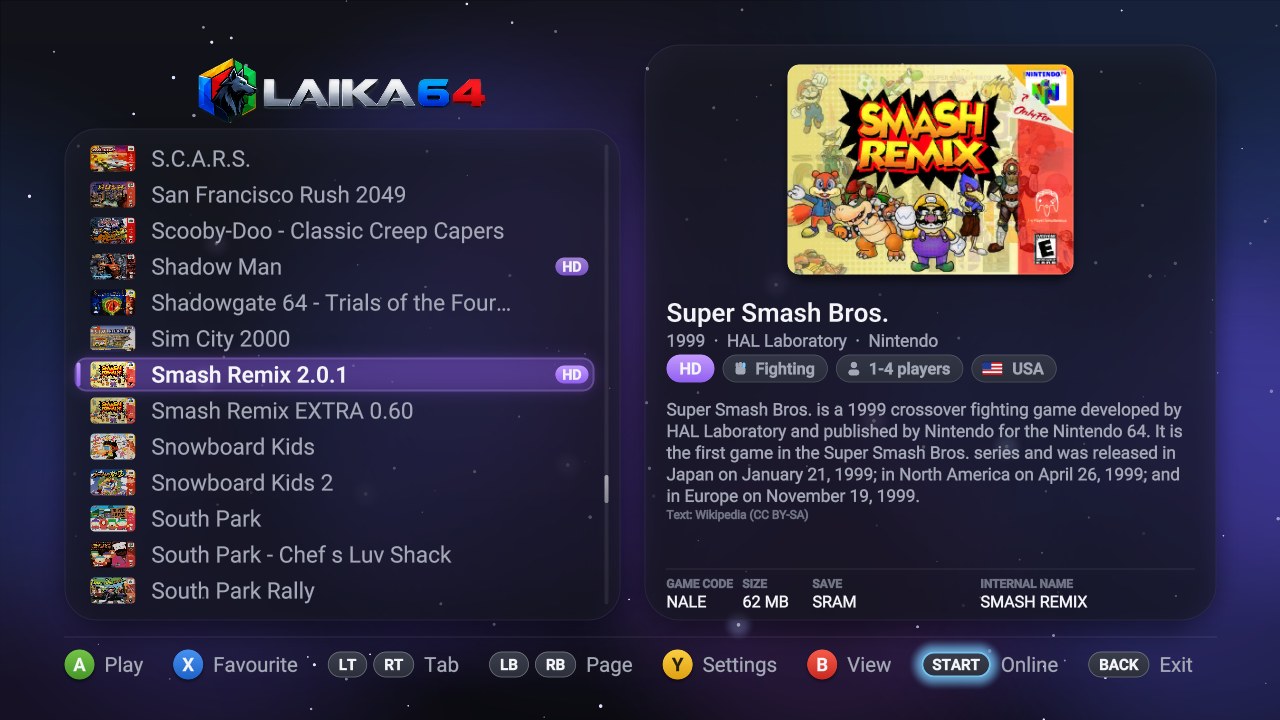 LAIKA64
S.C.A.R.S.
San Francisco Rush 2049
Scooby-Doo - Classic Creep Capers
Shadow Man HD
Shadowgate 64 - Trials of the Four...
Sim City 2000
Smash Remix 2.0.1 HD
Smash Remix EXTRA 0.60
Snowboard Kids
Snowboard Kids 2
South Park
South Park - Chef s Luv Shack
South Park Rally
NINTENDO 64
Only For
SMASH
REMIX
E
Super Smash Bros.
1999 · HAL Laboratory · Nintendo
HD Fighting 1-4 players USA
Super Smash Bros. is a 1999 crossover fighting game developed by
HAL Laboratory and published by Nintendo for the Nintendo 64. It is
the first game in the Super Smash Bros. series and was released in
Japan on January 21, 1999; in North America on April 26, 1999; and
in Europe on November 19, 1999.
Text: Wikipedia (CC BY-SA)
GAME CODE SIZE SAVE INTERNAL NAME
NALE 62 MB SRAM SMASH REMIX
A Play X Favourite LT RT Tab LB RB Page Y Settings B View START Online BACK Exit